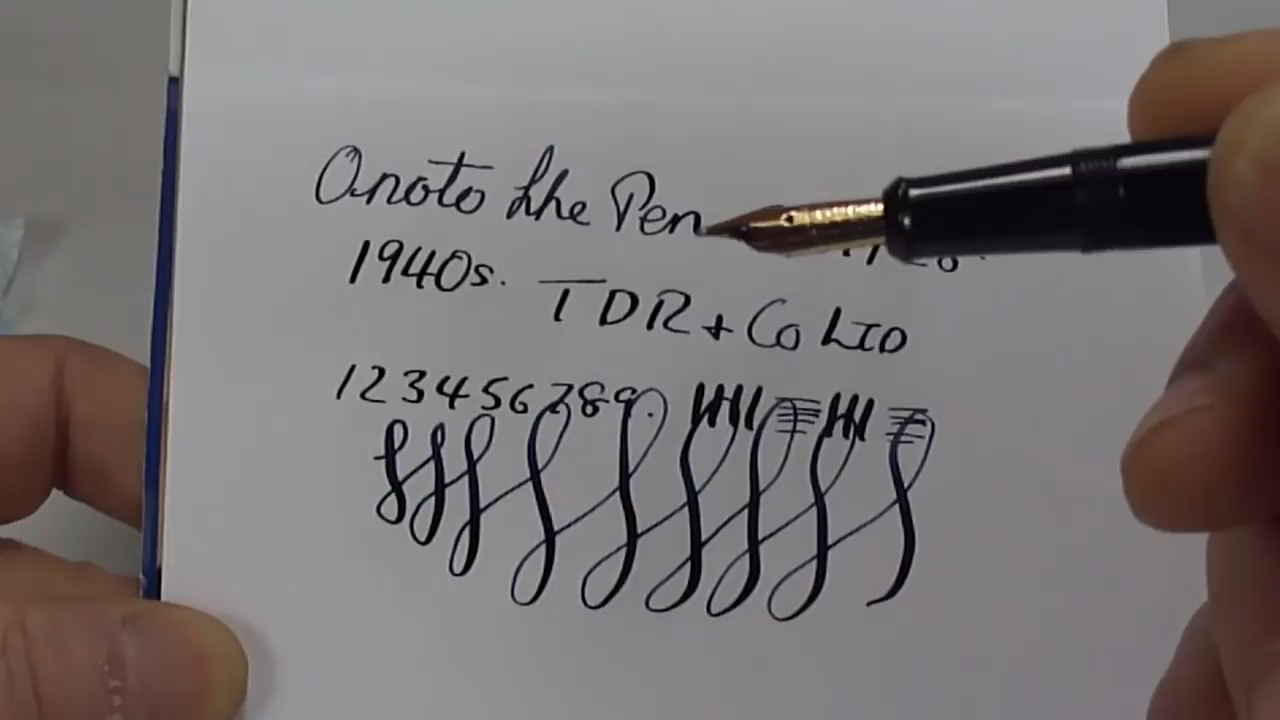 Onoto the Pen
1940s.
TDR + Co LTD
123456789.